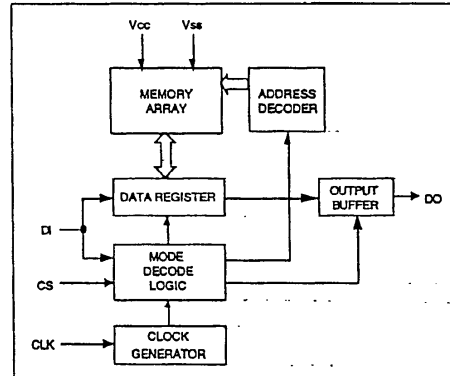 Vcc Vss
MEMORY
ARRAY
ADDRESS
DECODER
DATA REGISTER
OUTPUT
BUFFER
DO
DI
MODE
DECODE
LOGIC
CS
CLK
CLOCK
GENERATOR